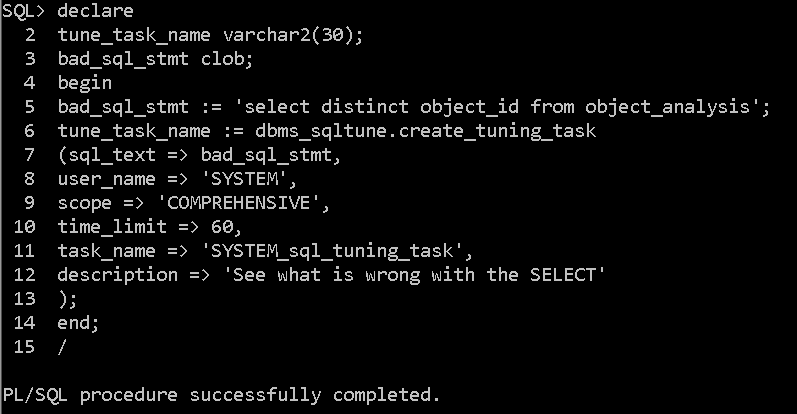 SQL> declare
  2  tune_task_name varchar2(30);
  3  bad_sql_stmt clob;
  4  begin
  5  bad_sql_stmt := 'select distinct object_id from object_analysis';
  6  tune_task_name := dbms_sqltune.create_tuning_task
  7  (sql_text => bad_sql_stmt,
  8  user_name => 'SYSTEM',
  9  scope => 'COMPREHENSIVE',
 10  time_limit => 60,
 11  task_name => 'SYSTEM_sql_tuning_task',
 12  description => 'See what is wrong with the SELECT'
 13  );
 14  end;
 15  /
PL/SQL procedure successfully completed.